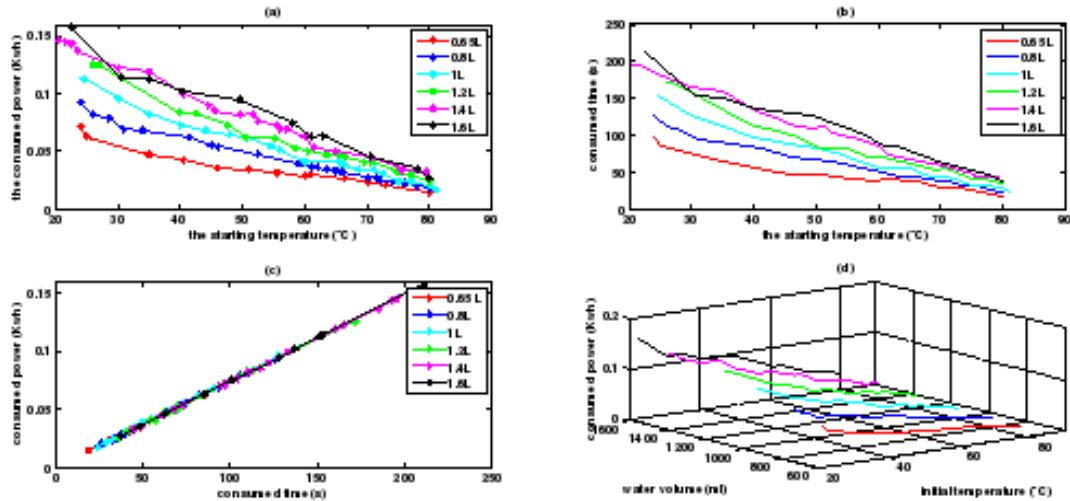 (a)
the consumed power (Kwh)
0.15
0.1
0.05
0
20 30 40 50 60 70 80 90
the starting temperature (°C)
0.65L
0.8L
1L
1.2L
1.4L
1.6L
(b)
consumed time (s)
250
200
150
100
50
0
20 30 40 50 60 70 80 90
the starting temperature (°C)
0.65L
0.8L
1L
1.2L
1.4L
1.6L
(c)
consumed power (Kwh)
0.15
0.1
0.05
0
0 50 100 150 200 250
consumed time (s)
0.65L
0.8L
1L
1.2L
1.4L
1.6L
(d)
consumed power (Kwh)
0.2
0.1
0
1600
1400
1200
1000
800
600
water volume (ml)
20
40
60
80
initial temperature (°C)